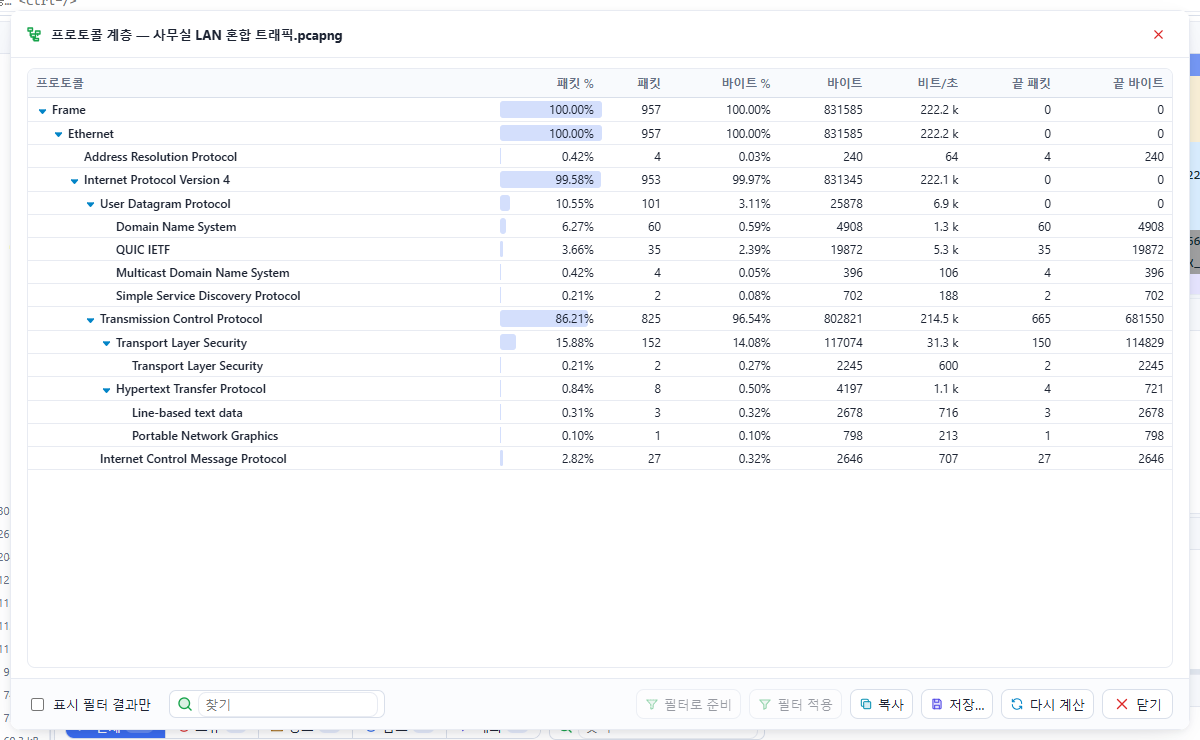 프로토콜 계층 — 사무실 LAN 혼합 트래픽.pcapng
프로토콜 패킷 % 패킷 바이트 % 바이트 비트/초 끝 패킷 끝 바이트
Frame 100.00% 957 100.00% 831585 222.2 k 0 0
Ethernet 100.00% 957 100.00% 831585 222.2 k 0 0
Address Resolution Protocol 0.42% 4 0.03% 240 64 4 240
Internet Protocol Version 4 99.58% 953 99.97% 831345 222.1 k 0 0
User Datagram Protocol 10.55% 101 3.11% 25878 6.9 k 0 0
Domain Name System 6.27% 60 0.59% 4908 1.3 k 60 4908
QUIC IETF 3.66% 35 2.39% 19872 5.3 k 35 19872
Multicast Domain Name System 0.42% 4 0.05% 396 106 4 396
Simple Service Discovery Protocol 0.21% 2 0.08% 702 188 2 702
Transmission Control Protocol 86.21% 825 96.54% 802821 214.5 k 665 681550
Transport Layer Security 15.88% 152 14.08% 117074 31.3 k 150 114829
Transport Layer Security 0.21% 2 0.27% 2245 600 2 2245
Hypertext Transfer Protocol 0.84% 8 0.50% 4197 1.1 k 4 721
Line-based text data 0.31% 3 0.32% 2678 716 3 2678
Portable Network Graphics 0.10% 1 0.10% 798 213 1 798
Internet Control Message Protocol 2.82% 27 0.32% 2646 707 27 2646
표시 필터 결과만 찾기 필터로 준비 필터 적용 복사 저장... 다시 계산 닫기